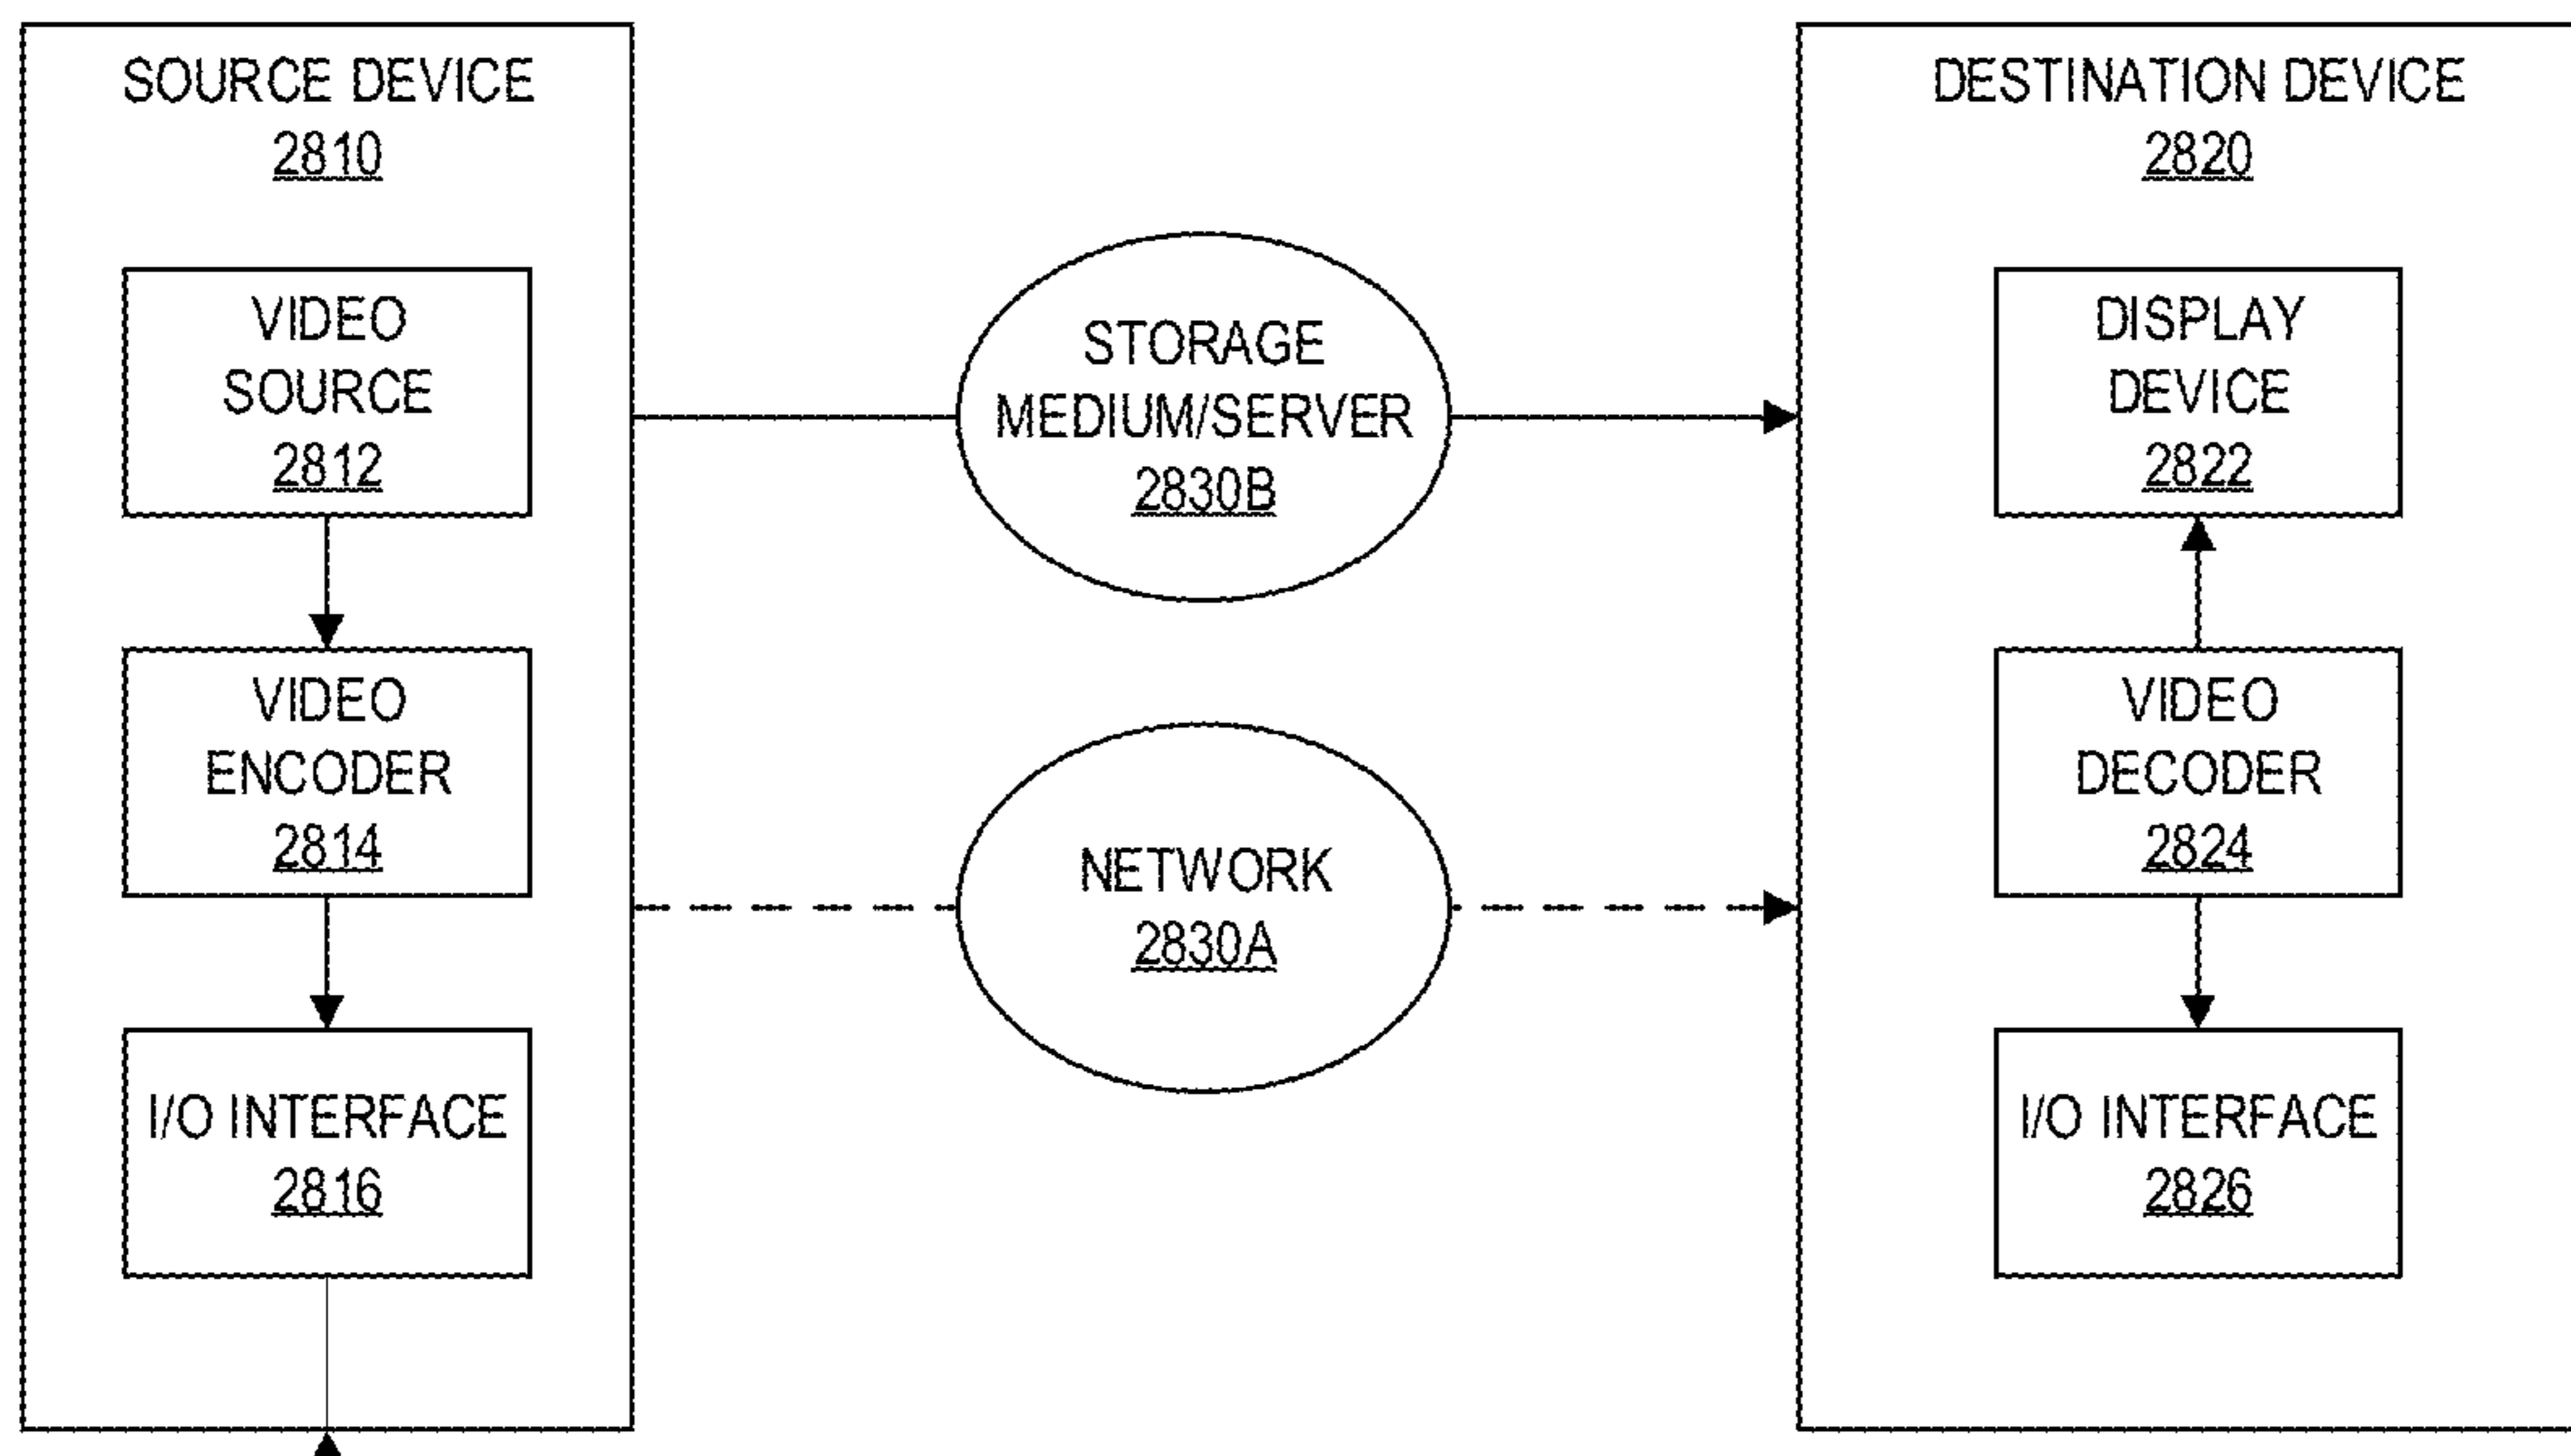 SOURCE DEVICE
2810
VIDEO
SOURCE
2812
VIDEO
ENCODER
2814
I/O INTERFACE
2816
STORAGE
MEDIUM/SERVER
2830B
NETWORK
2830A
DESTINATION DEVICE
2820
DISPLAY
DEVICE
2822
VIDEO
DECODER
2824
I/O INTERFACE
2826